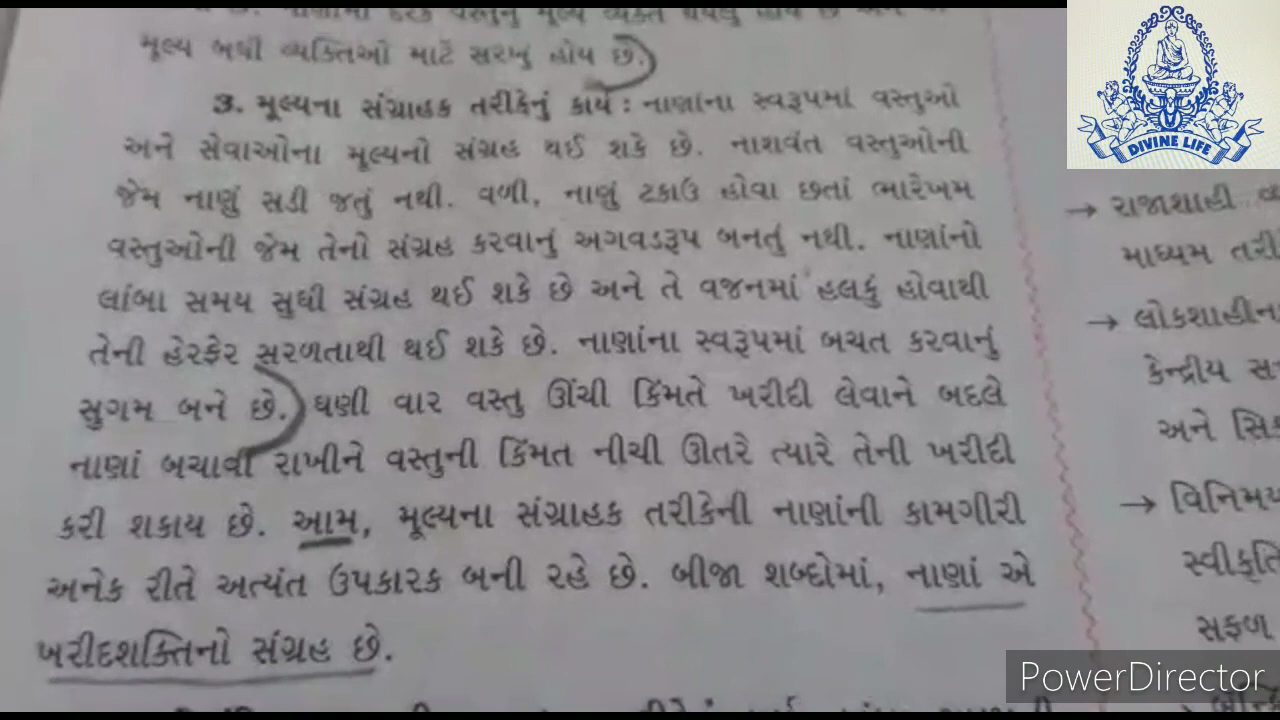 મૂલ્ય બધી વ્યક્તિઓ માટે સરખું હોય છે.
3. મૂલ્યના સંગ્રાહક તરીકેનું કાર્ય : નાણાંના સ્વરૂપમાં વસ્તુઓ
અને સેવાઓના મૂલ્યનો સંગ્રહ થઈ શકે છે. નાશવંત વસ્તુઓની
જેમ નાણું સડી જતું નથી. વળી, નાણું ટકાઉ હોવા છતાં ભારેખમ
વસ્તુઓની જેમ તેનો સંગ્રહ કરવાનું અગવડરૂપ બનતું નથી. નાણાંનો
લાંબા સમય સુધી સંગ્રહ થઈ શકે છે અને તે વજનમાં હલકું હોવાથી
તેની હેરફેર સરળતાથી થઈ શકે છે. નાણાંના સ્વરૂપમાં બચત કરવાનું
સુગમ બને છે. ઘણી વાર વસ્તુ ઊંચી કિંમતે ખરીદી લેવાને બદલે
નાણાં બચાવી રાખીને વસ્તુની કિંમત નીચી ઊતરે ત્યારે તેની ખરીદી
કરી શકાય છે. આમ, મૂલ્યના સંગ્રાહક તરીકેની નાણાંની કામગીરી
અનેક રીતે અત્યંત ઉપકારક બની રહે છે. બીજા શબ્દોમાં, નાણાં એ
ખરીદશક્તિનો સંગ્રહ છે.
→ રાજાશાહી
માધ્યમ
→
કેન્દ્રીય
અને
→
સફળ
DIVINE LIFE
PowerDirector